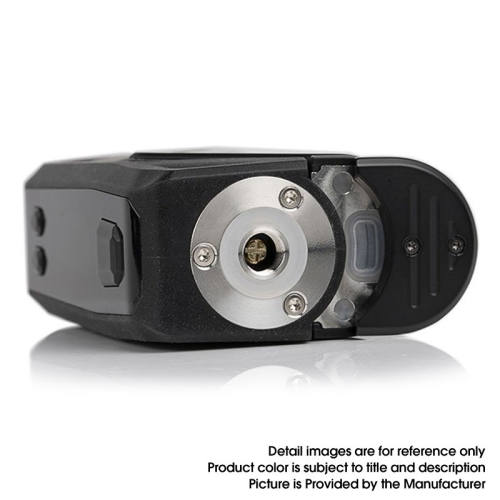 Detail images are for reference only
Product color is subject to title and description
Picture is Provided by the Manufacturer